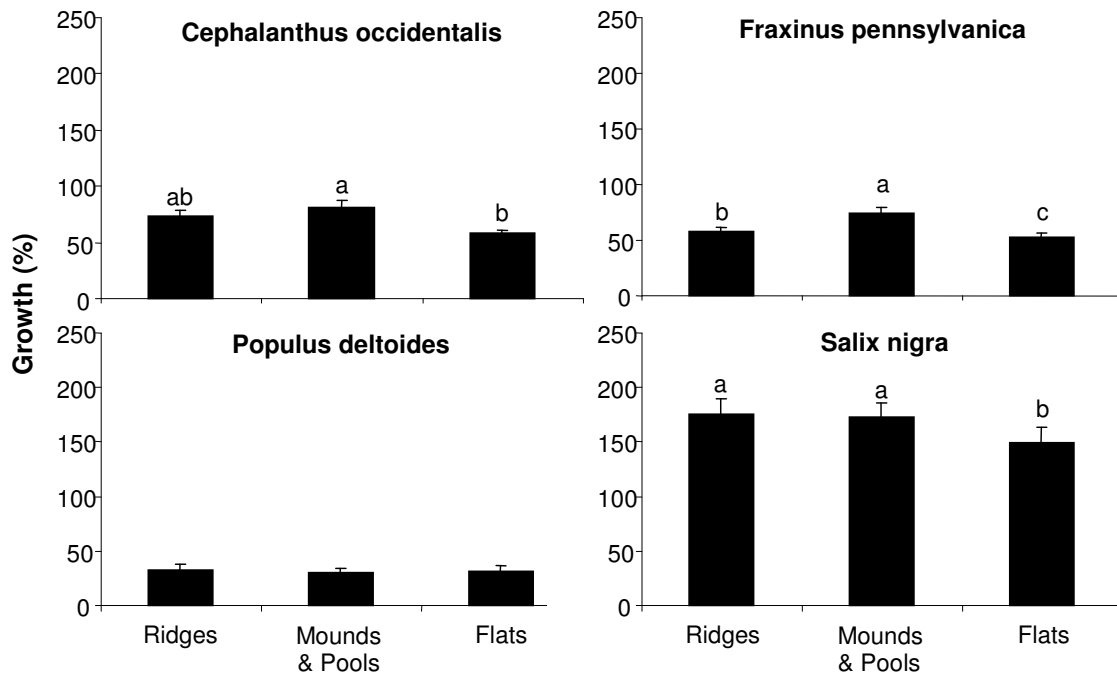 Growth (%)
Cephalanthus occidentalis
250
200
150
100
50
0
ab
a
b
Fraxinus pennsylvanica
250
200
150
100
50
0
b
a
c
Populus deltoides
250
200
150
100
50
0
Ridges
Mounds
& Pools
Flats
Salix nigra
250
200
150
100
50
0
a
a
b
Ridges
Mounds
& Pools
Flats